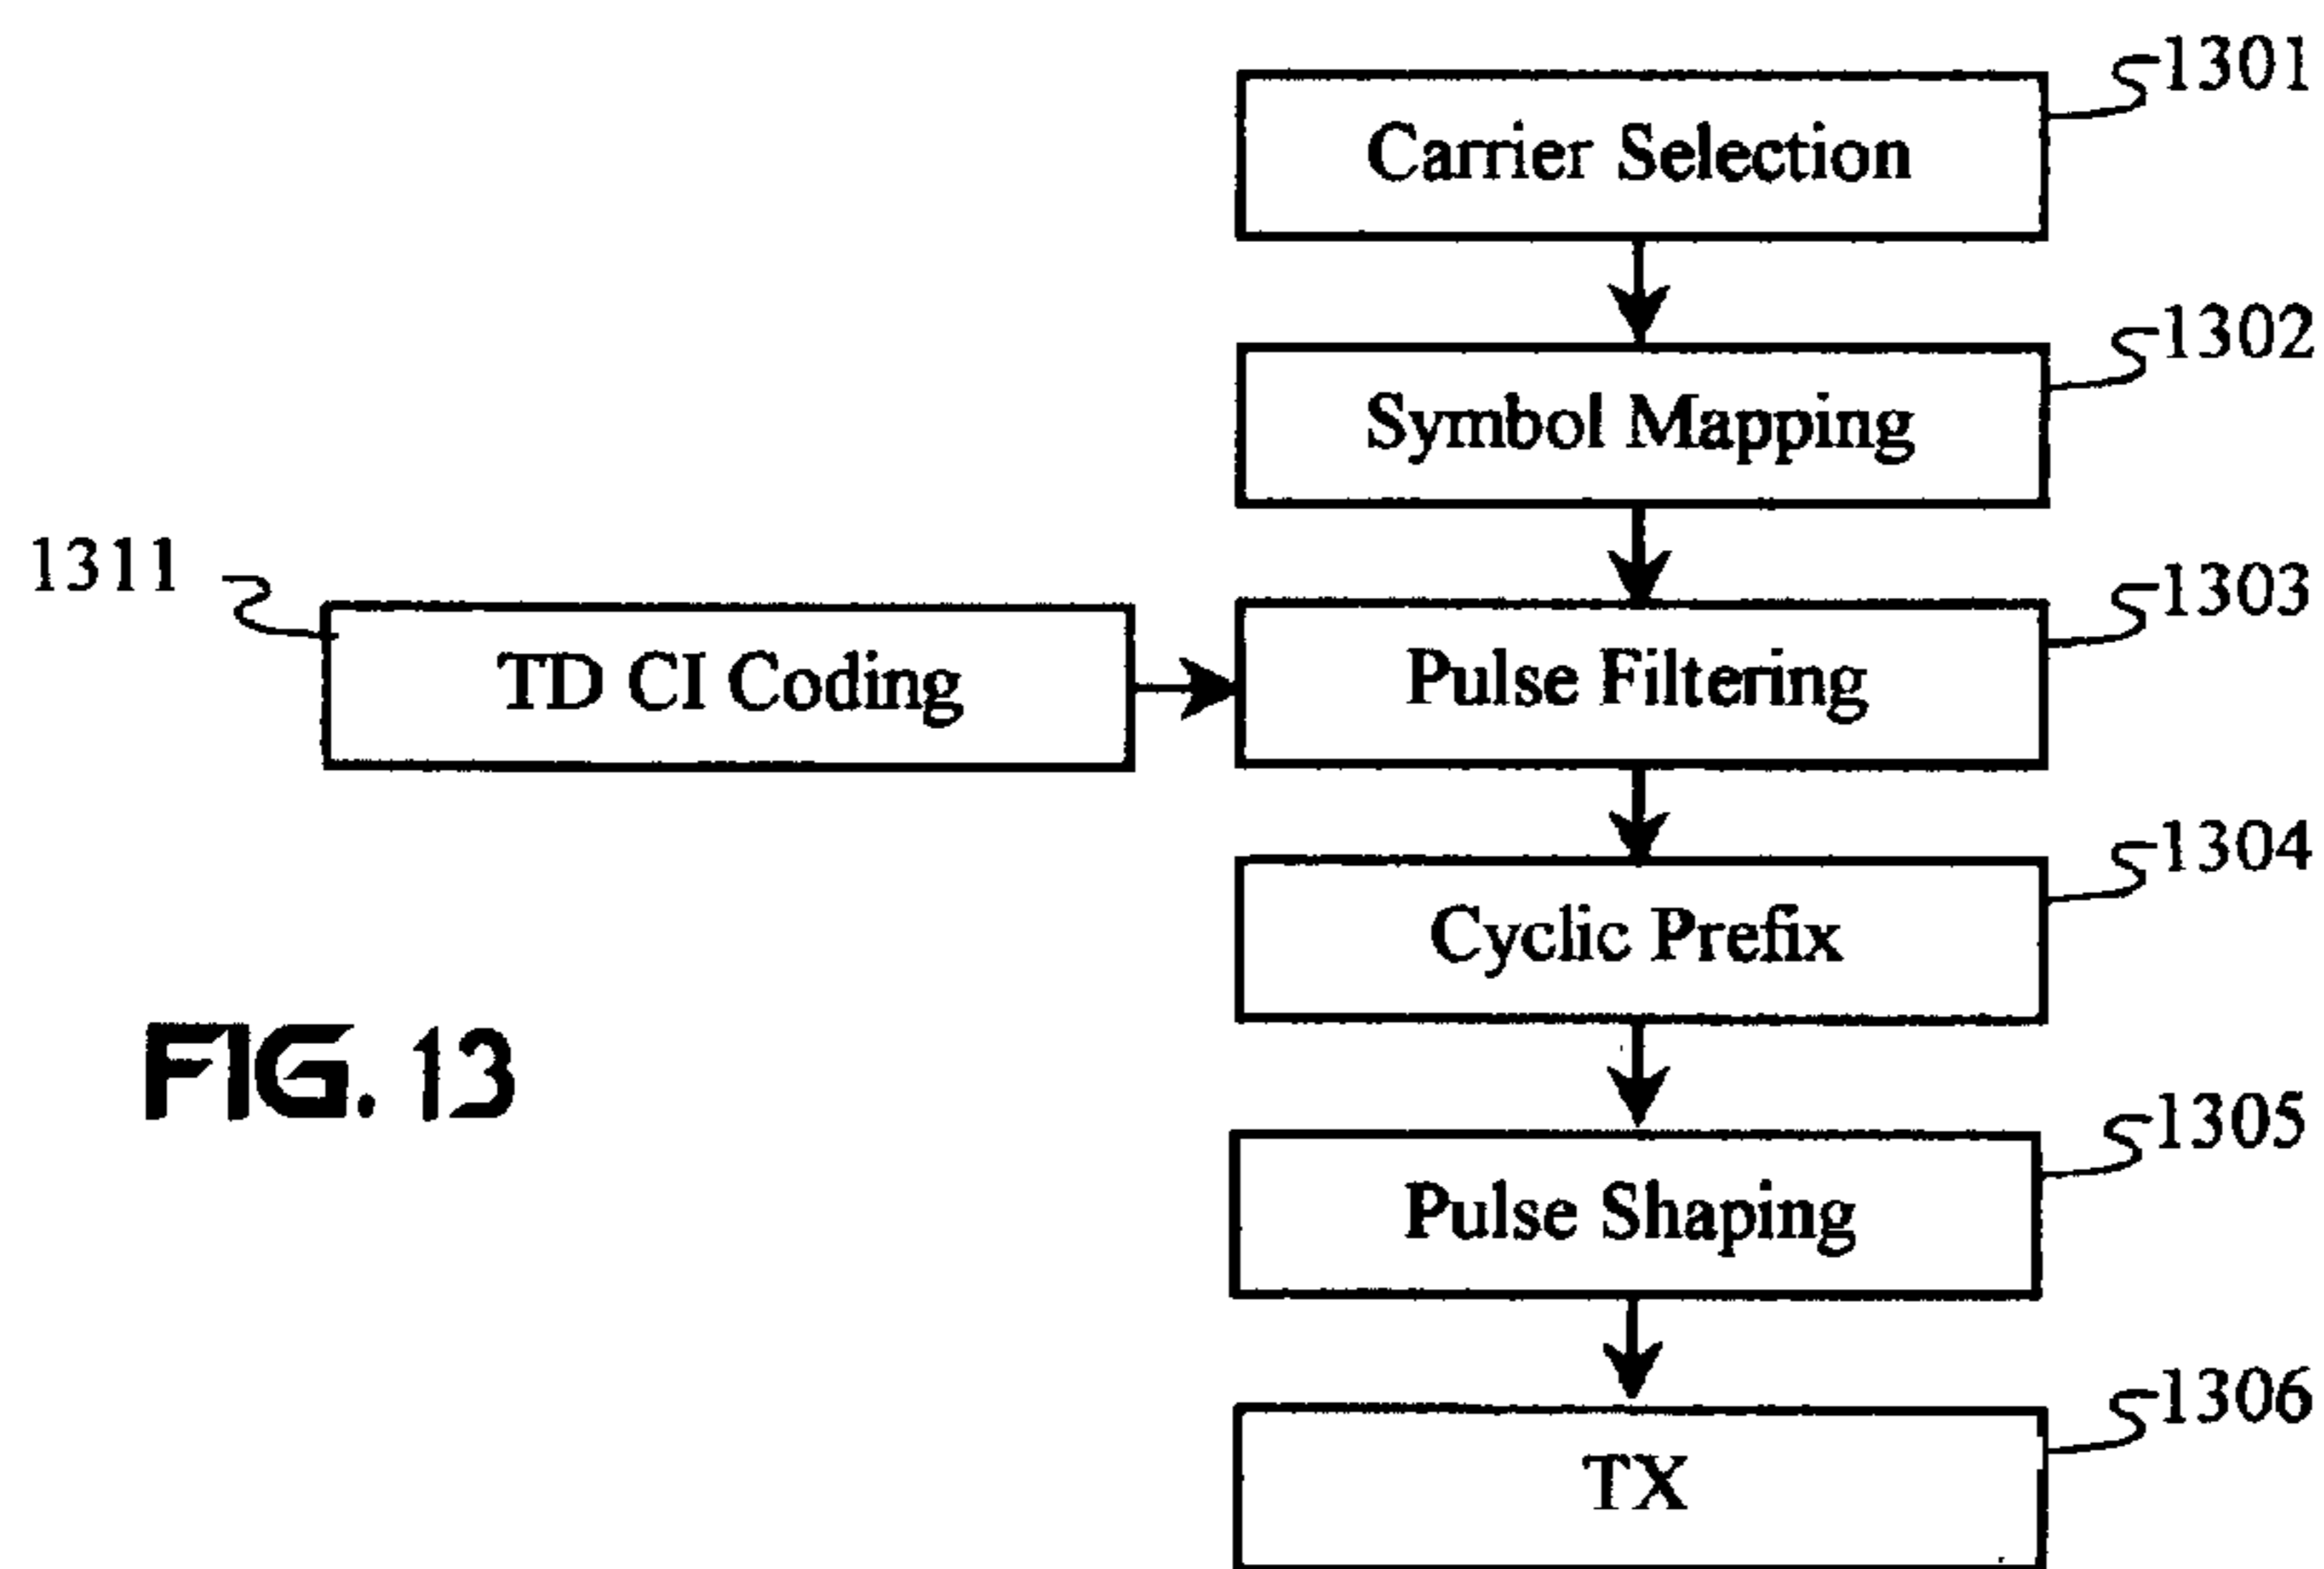 1301
Carrier Selection
1302
Symbol Mapping
1311
1303
TD CI Coding
Pulse Filtering
1304
Cyclic Prefix
FIG. 13
1305
Pulse Shaping
1306
TX